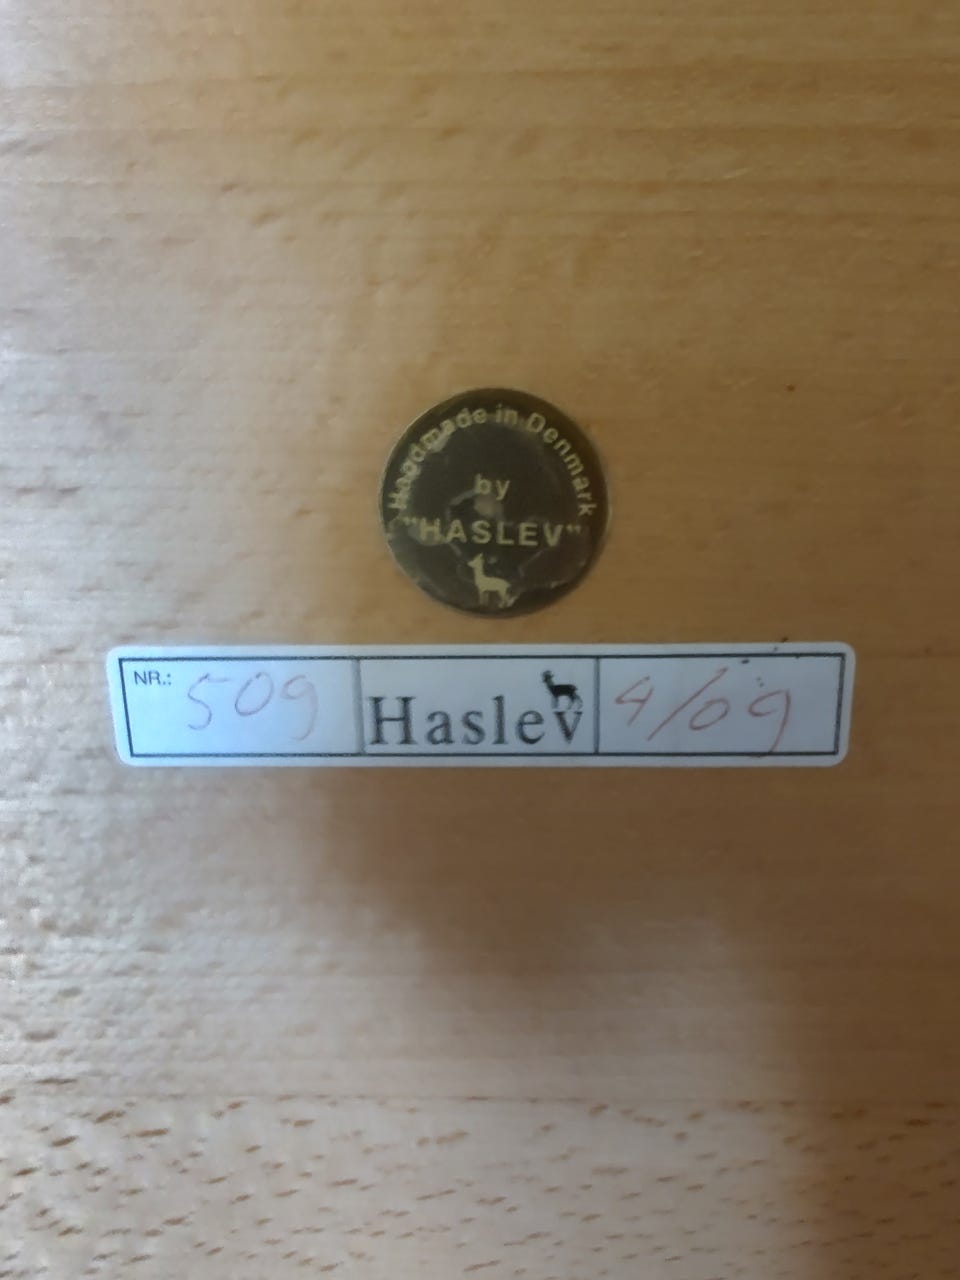 Handmade in Denmark
by
"HASLEV"
NR.: 509 Haslev 4/09